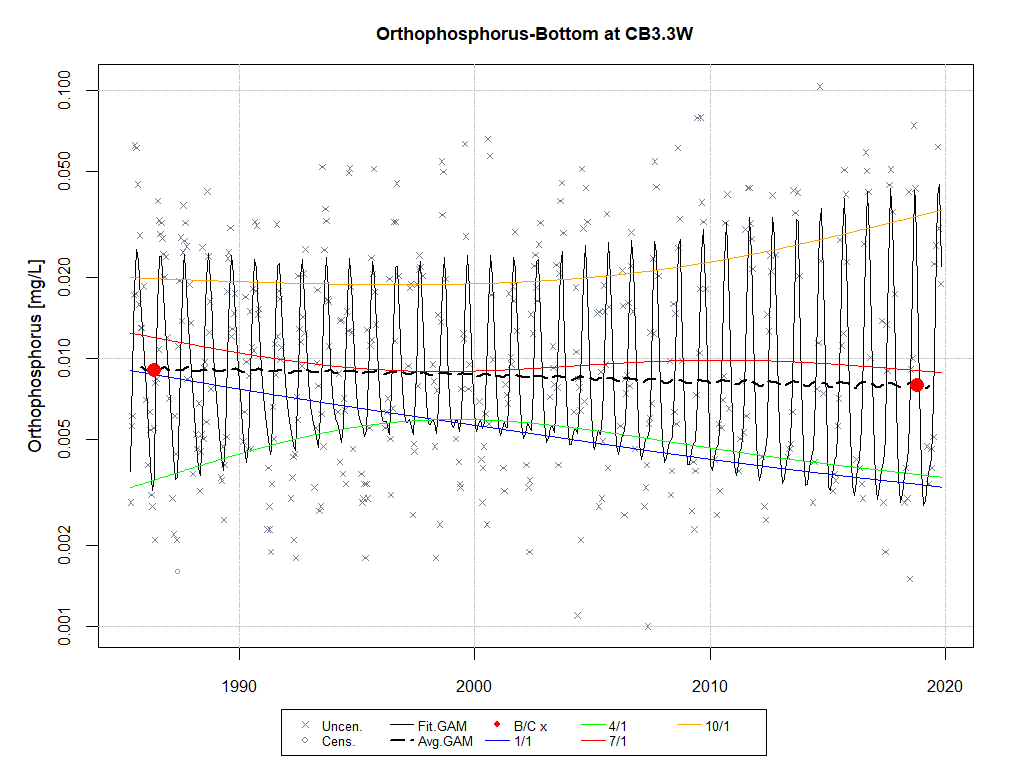 Orthophosphorus-Bottom at CB3.3W
Orthophosphorus [mg/L]
0.100
0.050
0.020
0.010
0.005
0.002
0.001
1990 2000 2010 2020
Uncen. Fit.GAM B/C x 4/1 10/1
Cens. Avg.GAM 1/1 7/1